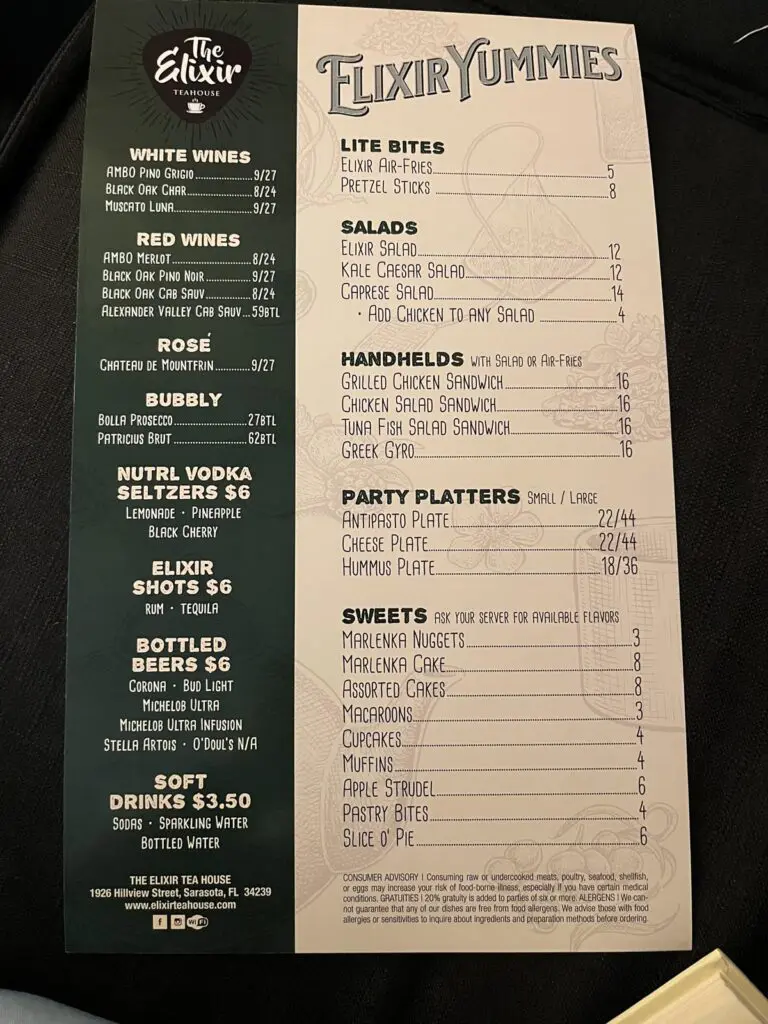 The
Elixir
TEAHOUSE
WHITE WINES
AMBO PINO GRIGIO 9/27
BLACK OAK CHAR 8/24
MUSCATO LUNA 9/27
RED WINES
AMBO MERLOT 8/24
BLACK OAK PINO NOIR 9/27
BLACK OAK CAB SAUV 8/24
ALEXANDER VALLEY CAB SAUV 59BTL
ROSÉ
CHATEAU DE MOUNTFRIN 9/27
BUBBLY
BOLLA PROSECCO 27BTL
PATRICIUS BRUT 62BTL
NUTRL VODKA
SELTZERS $6
LEMONADE · PINEAPPLE
BLACK CHERRY
ELIXIR
SHOTS $6
RUM · TEQUILA
BOTTLED
BEERS $6
CORONA · BUD LIGHT
MICHELOB ULTRA
MICHELOB ULTRA INFUSION
STELLA ARTOIS · O'DOUL'S N/A
SOFT
DRINKS $3.50
SODAS · SPARKLING WATER
BOTTLED WATER
THE ELIXIR TEA HOUSE
1926 Hillview Street, Sarasota, FL 34239
www.elixirteahouse.com
f WiFi
ELIXIR YUMMIES
LITE BITES
ELIXIR AIR-FRIES 5
PRETZEL STICKS 8
SALADS
ELIXIR SALAD 12
KALE CAESAR SALAD 12
CAPRESE SALAD 14
· ADD CHICKEN TO ANY SALAD 4
HANDHELDS WITH SALAD OR AIR-FRIES
GRILLED CHICKEN SANDWICH 16
CHICKEN SALAD SANDWICH 16
TUNA FISH SALAD SANDWICH 16
GREEK GYRO 16
PARTY PLATTERS SMALL / LARGE
ANTIPASTO PLATE 22/44
CHEESE PLATE 22/44
HUMMUS PLATE 18/36
SWEETS ASK YOUR SERVER FOR AVAILABLE FLAVORS
MARLENKA NUGGETS 3
MARLENKA CAKE 8
ASSORTED CAKES 8
MACAROONS 3
CUPCAKES 4
MUFFINS 4
APPLE STRUDEL 6
PASTRY BITES 4
SLICE O' PIE 6
CONSUMER ADVISORY | Consuming raw or undercooked meats, poultry, seafood, shellfish,
or eggs may increase your risk of food-borne illness, especially if you have certain medical
conditions. GRATUITIES | 20% gratuity is added to parties of six or more. ALERGENS | We can-
not guarantee that any of our dishes are free from food allergens. We advise those with food
allergies or sensitivities to inquire about ingredients and preparation methods before ordering.